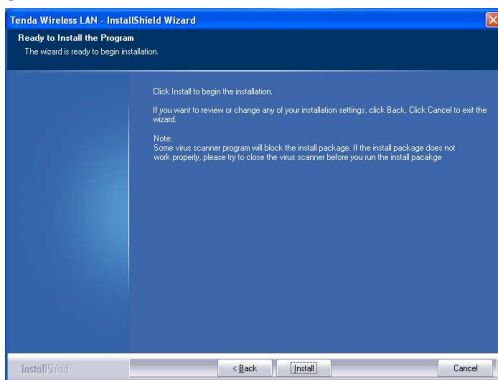 Tenda Wireless LAN - InstallShield Wizard
Ready to Install the Program
The wizard is ready to begin installation.
Click Install to begin the installation.
If you want to review or change any of your installation settings, click Back. Click Cancel to exit the
wizard.
Note:
Some virus scanner program will block the install package. If the install package does not
work properly, please try to close the virus scanner before you run the install pacakge
InstallShield
< Back
Install
Cancel